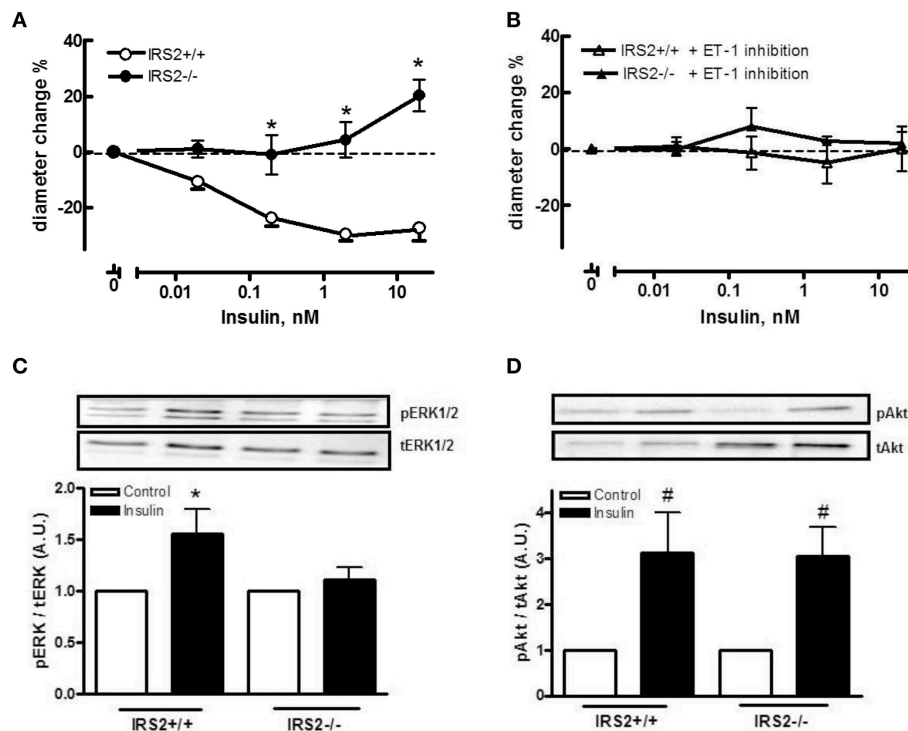 A
40
20
0
-20
diameter change %
IRS2+/+
IRS2-/-
*
*
*
0
0.01
0.1
1
10
Insulin, nM
B
40
20
0
-20
diameter change %
IRS2+/+ + ET-1 inhibition
IRS2-/- + ET-1 inhibition
0
0.01
0.1
1
10
Insulin, nM
C
pERK1/2
tERK1/2
2.0
1.5
1.0
0.5
0.0
pERK / tERK (A.U.)
Control
Insulin
*
IRS2+/+
IRS2-/-
D
pAkt
tAkt
4
3
2
1
0
pAkt / tAkt (A.U.)
Control
Insulin
#
#
IRS2+/+
IRS2-/-